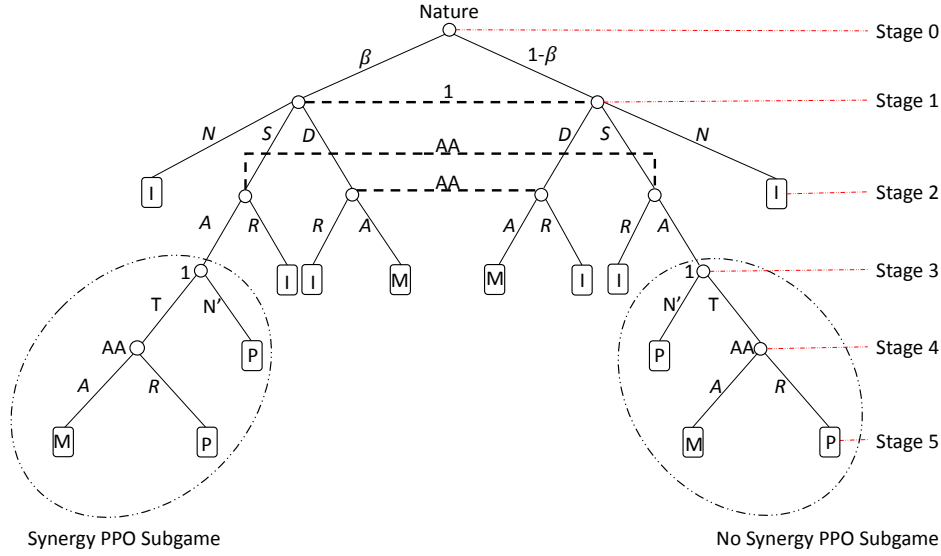 Nature
Stage 0
β
1-β
1
Stage 1
N
S
D
D
S
N
AA
AA
I
I
Stage 2
A
R
R
A
A
R
R
A
1
I
I
M
M
I
I
1
Stage 3
T
N'
N'
T
AA
P
P
AA
Stage 4
A
R
A
R
M
P
M
P
Stage 5
Synergy PPO Subgame
No Synergy PPO Subgame